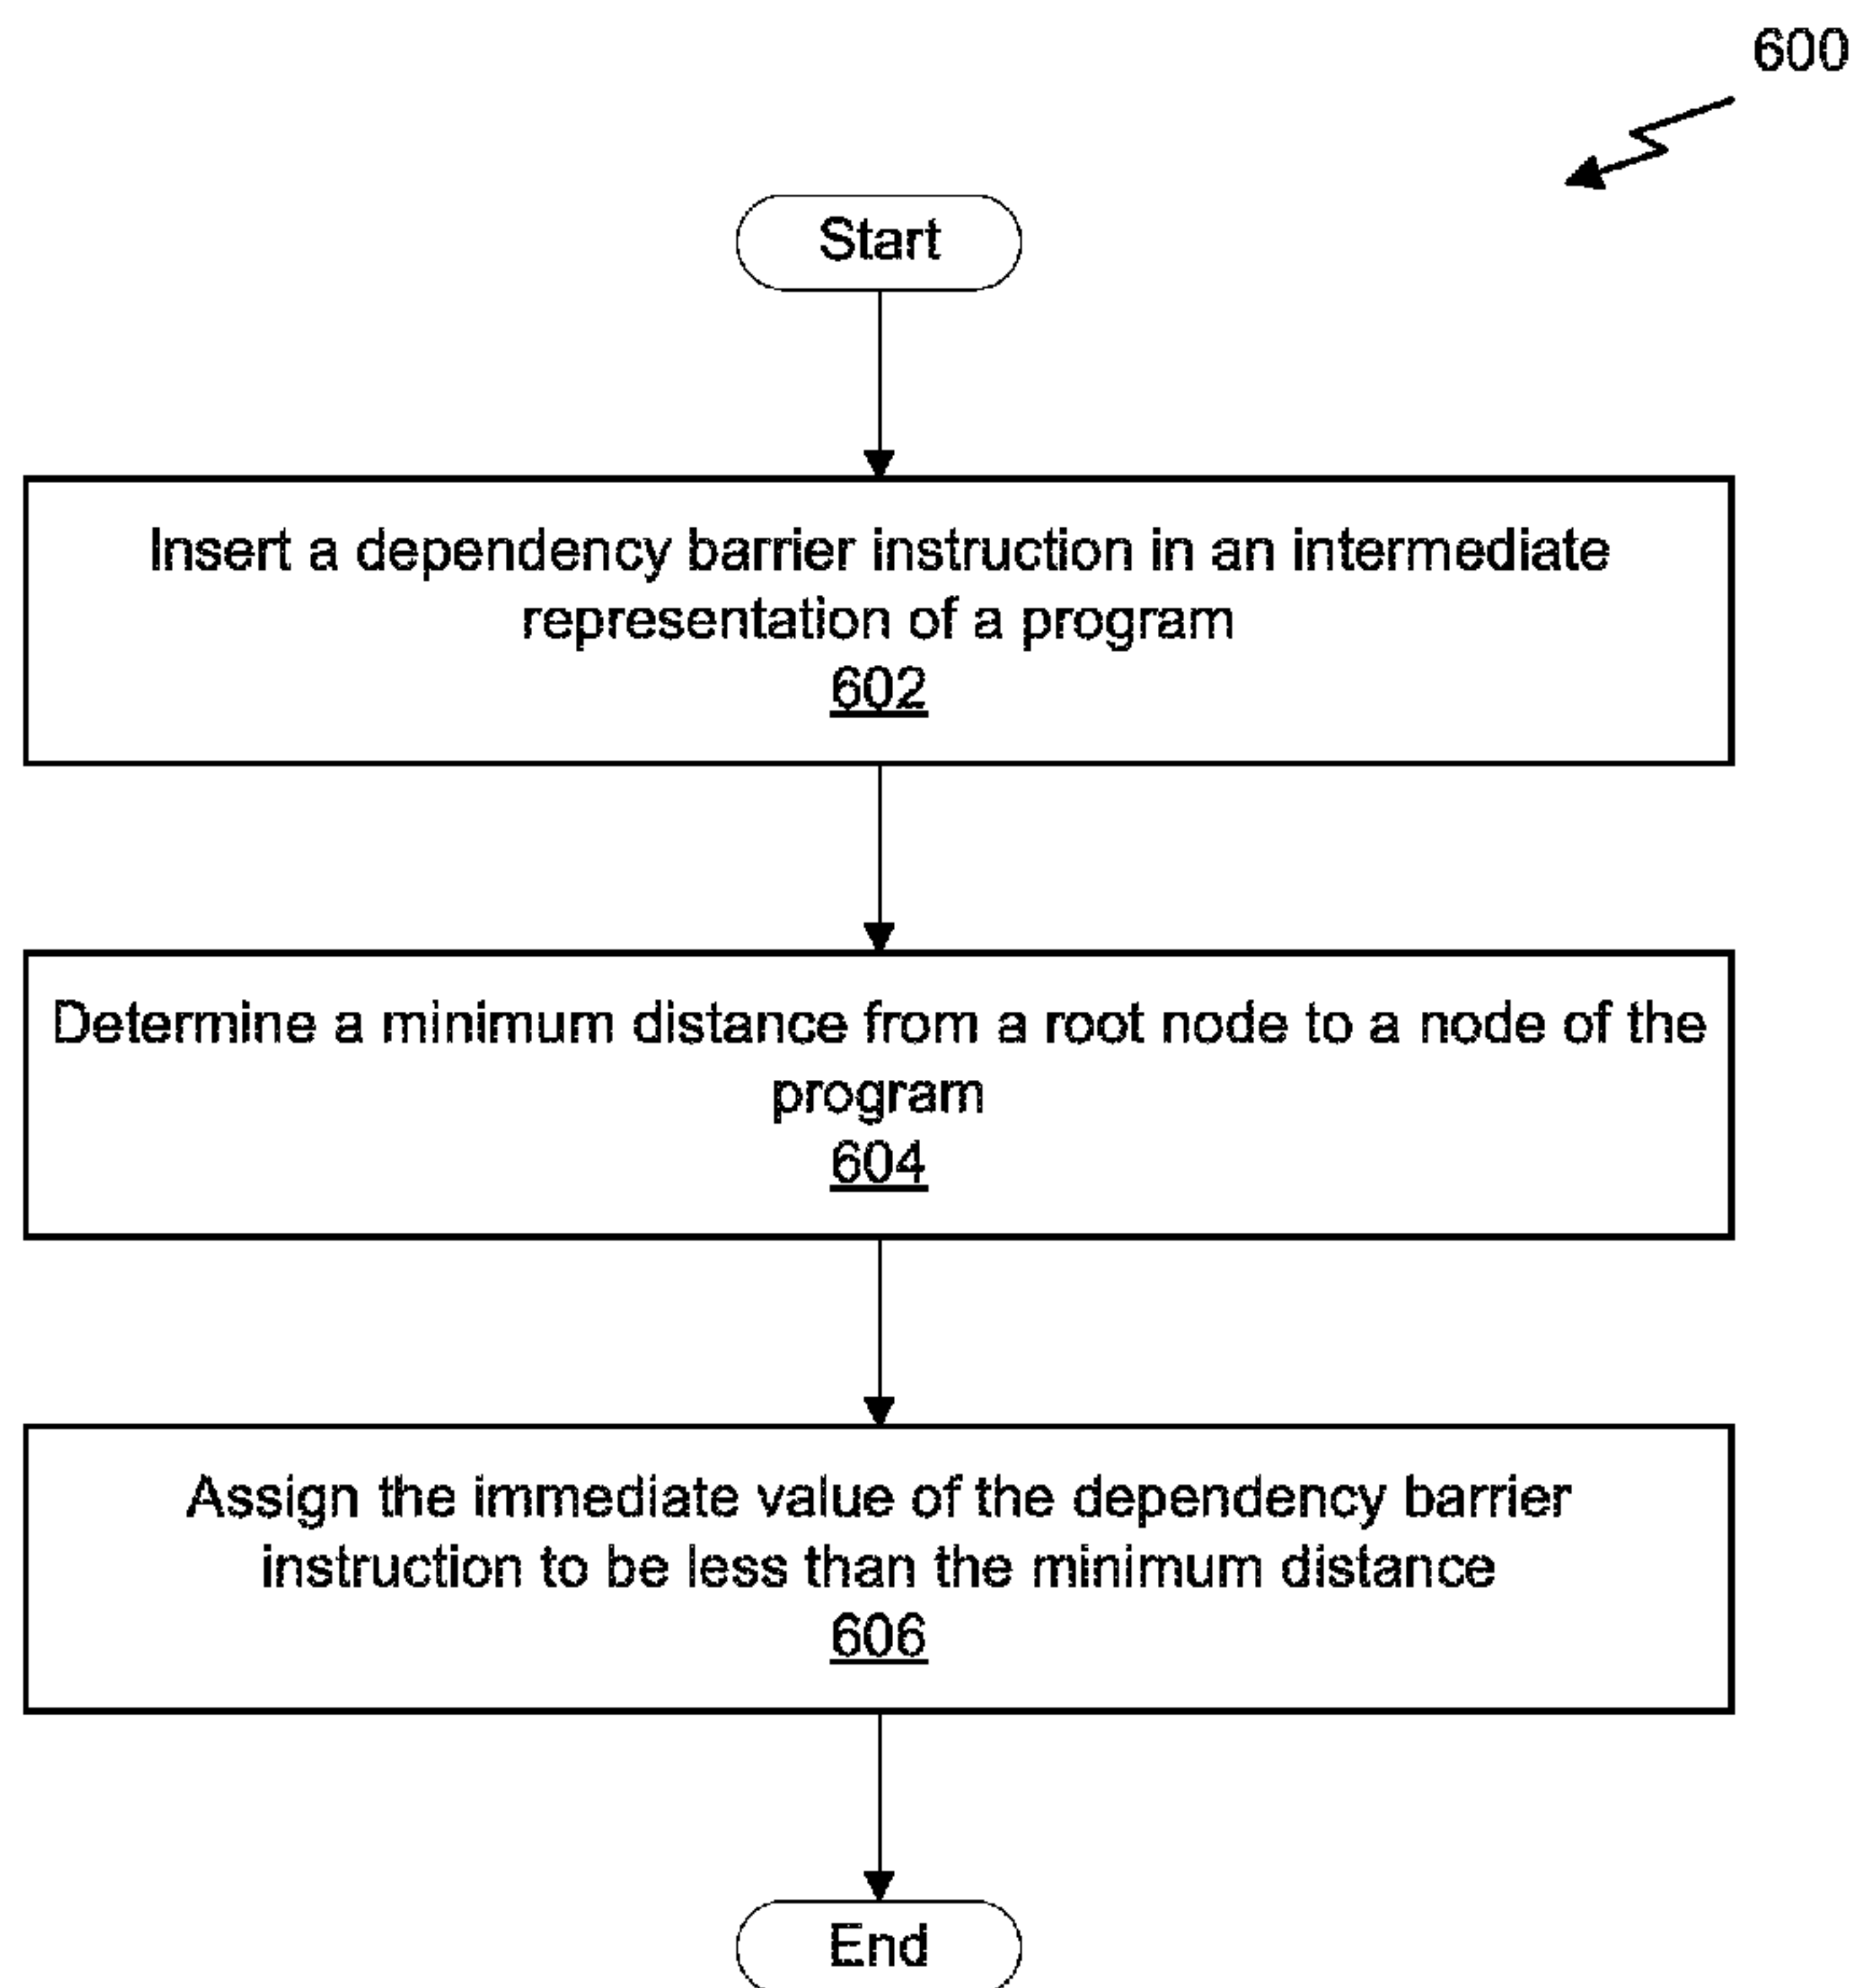 600
Start
Insert a dependency barrier instruction in an intermediate
representation of a program
602
Determine a minimum distance from a root node to a node of the
program
604
Assign the immediate value of the dependency barrier
instruction to be less than the minimum distance
606
End